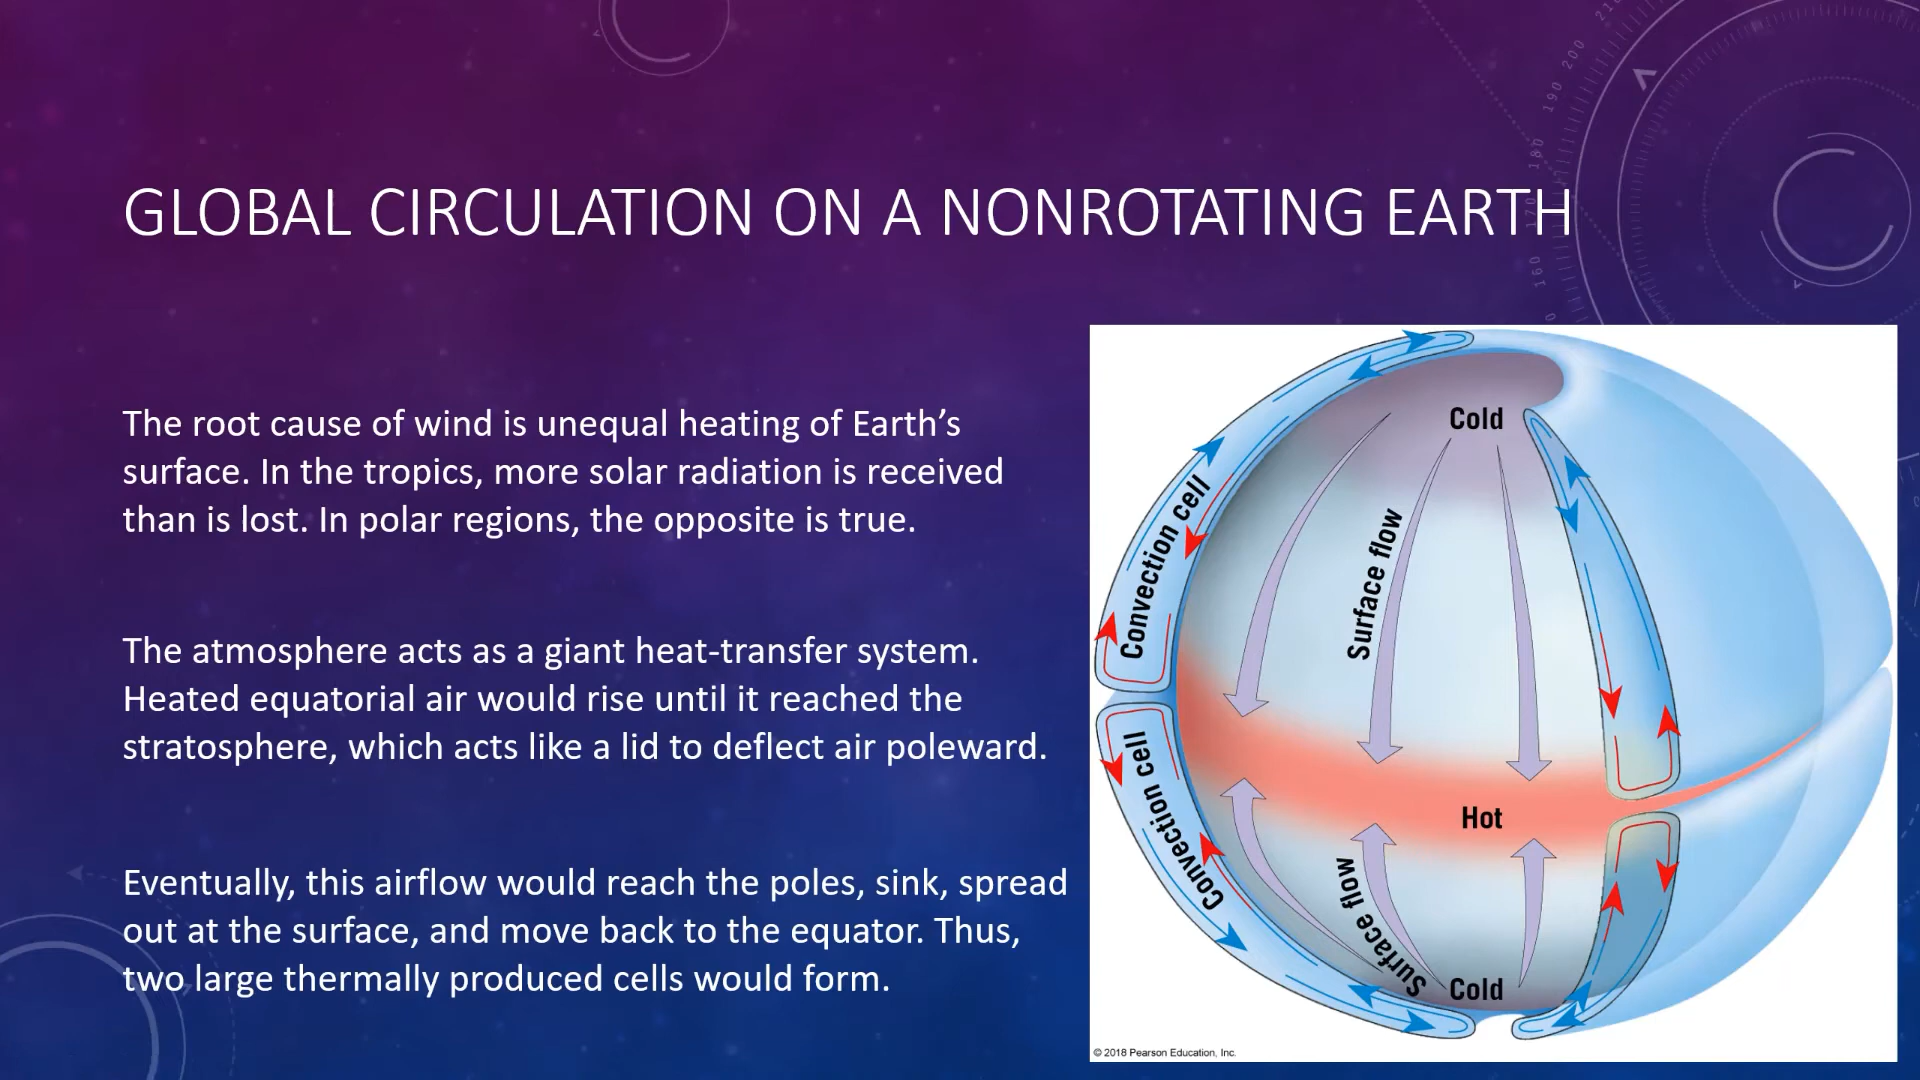 GLOBAL CIRCULATION ON A NONROTATING EARTH
The root cause of wind is unequal heating of Earth’s
surface. In the tropics, more solar radiation is received
than is lost. In polar regions, the opposite is true.
The atmosphere acts as a giant heat-transfer system.
Heated equatorial air would rise until it reached the
stratosphere, which acts like a lid to deflect air poleward.
Eventually, this airflow would reach the poles, sink, spread
out at the surface, and move back to the equator. Thus,
two large thermally produced cells would form.
Cold
Convection cell
Surface flow
Hot
Convection cell
Surface flow
Cold
© 2018 Pearson Education, Inc.
160
170
180
190
200